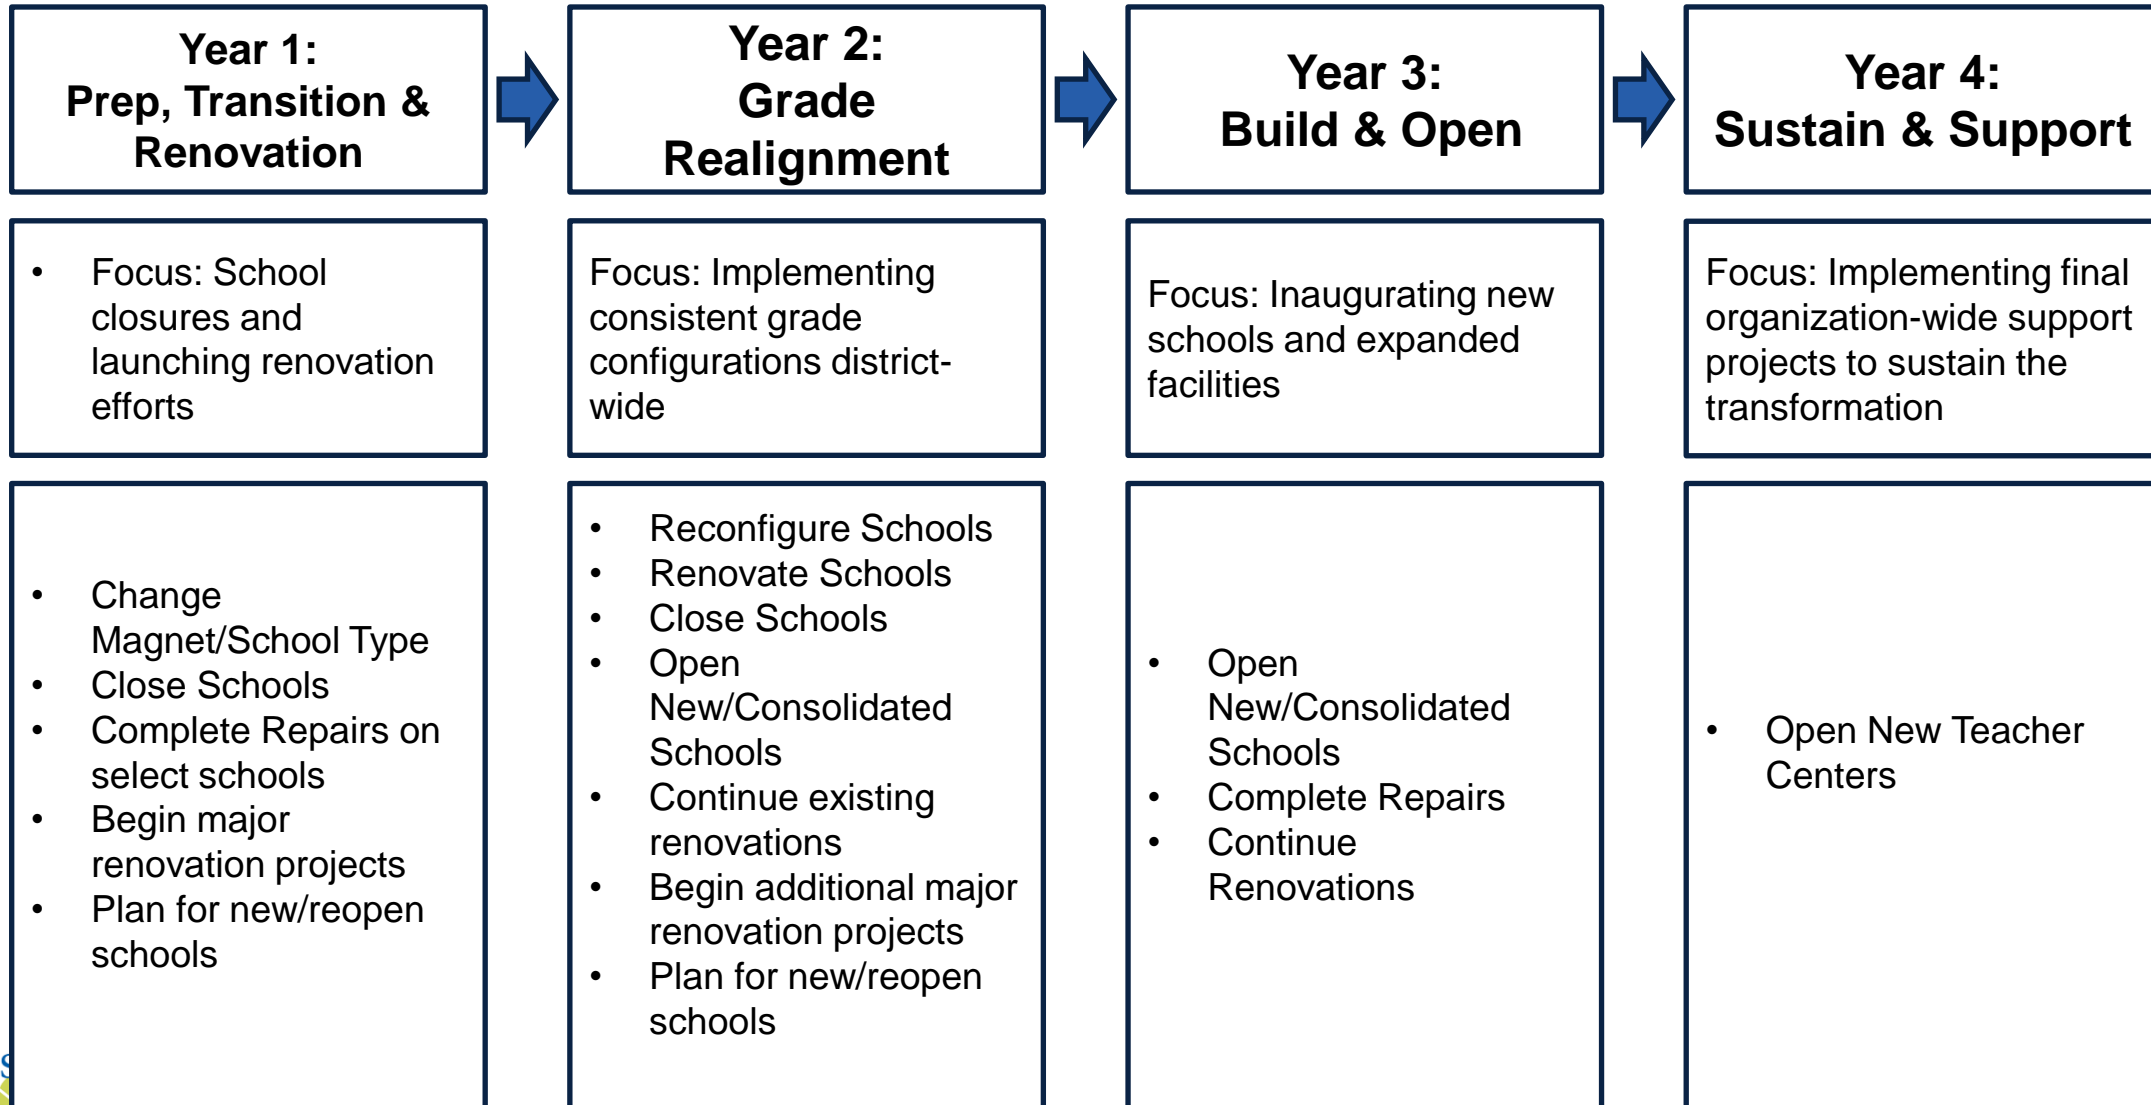 Year 1:
Prep, Transition &
Renovation
Year 2:
Grade
Realignment
Year 3:
Build & Open
Year 4:
Sustain & Support
• Focus: School
closures and
launching renovation
efforts
Focus: Implementing
consistent grade
configurations district-
wide
Focus: Inaugurating new
schools and expanded
facilities
Focus: Implementing final
organization-wide support
projects to sustain the
transformation
• Change
Magnet/School Type
• Close Schools
• Complete Repairs on
select schools
• Begin major
renovation projects
• Plan for new/reopen
schools
• Reconfigure Schools
• Renovate Schools
• Close Schools
• Open
New/Consolidated
Schools
• Continue existing
renovations
• Begin additional major
renovation projects
• Plan for new/reopen
schools
• Open
New/Consolidated
Schools
• Complete Repairs
• Continue
Renovations
• Open New Teacher
Centers